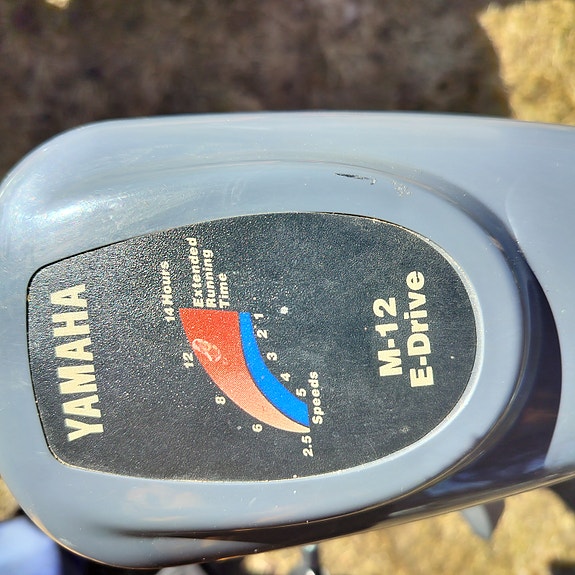 YAMAHA
14 Hours
Extended
Running
Time
12
8
6
2.5
1
2
3
4
5
Speeds
M-12
E-Drive